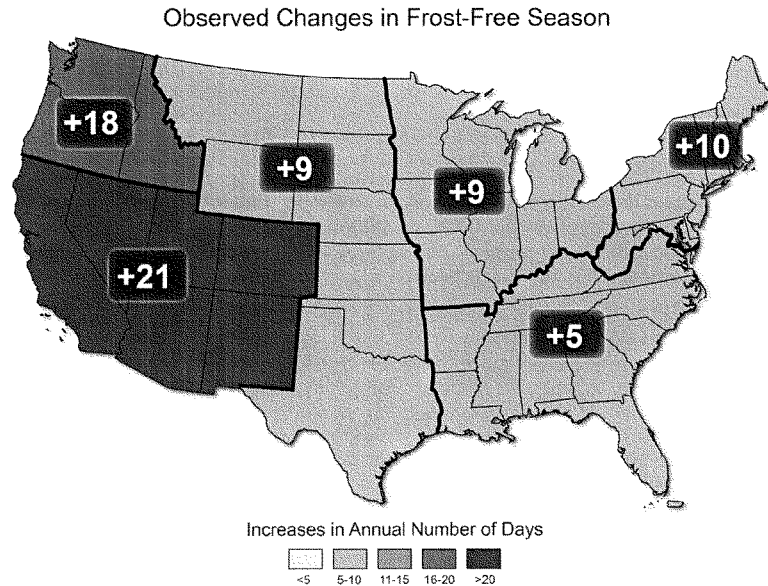 Observed Changes in Frost-Free Season
+18
+9
+9
+10
+21
+5
Increases in Annual Number of Days
<5 5-10 11-15 16-20 >20